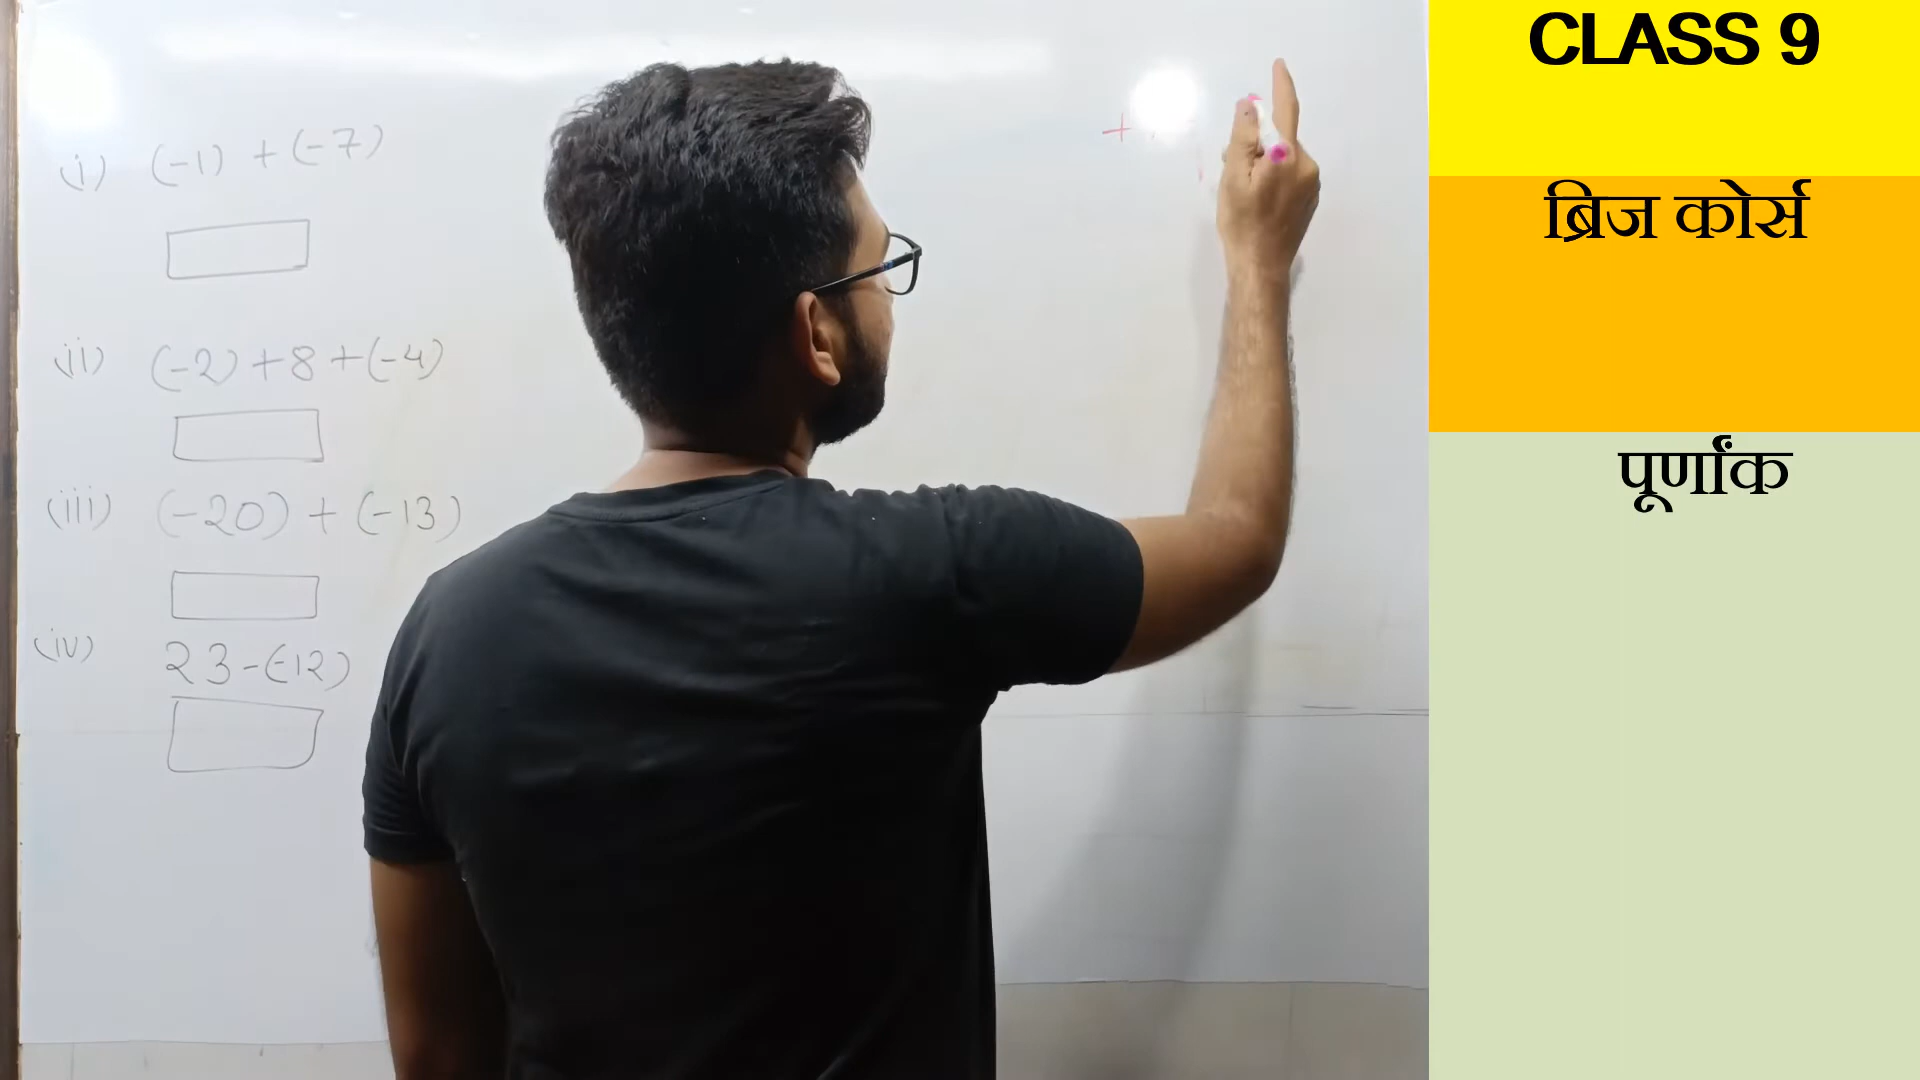 (i) (-1) + (-7)
(ii) (-2) + 8 + (-4)
(iii) (-20) + (-13)
(iv) 23 - (-12)
+
CLASS 9
ब्रिज कोर्स
पूर्णांक